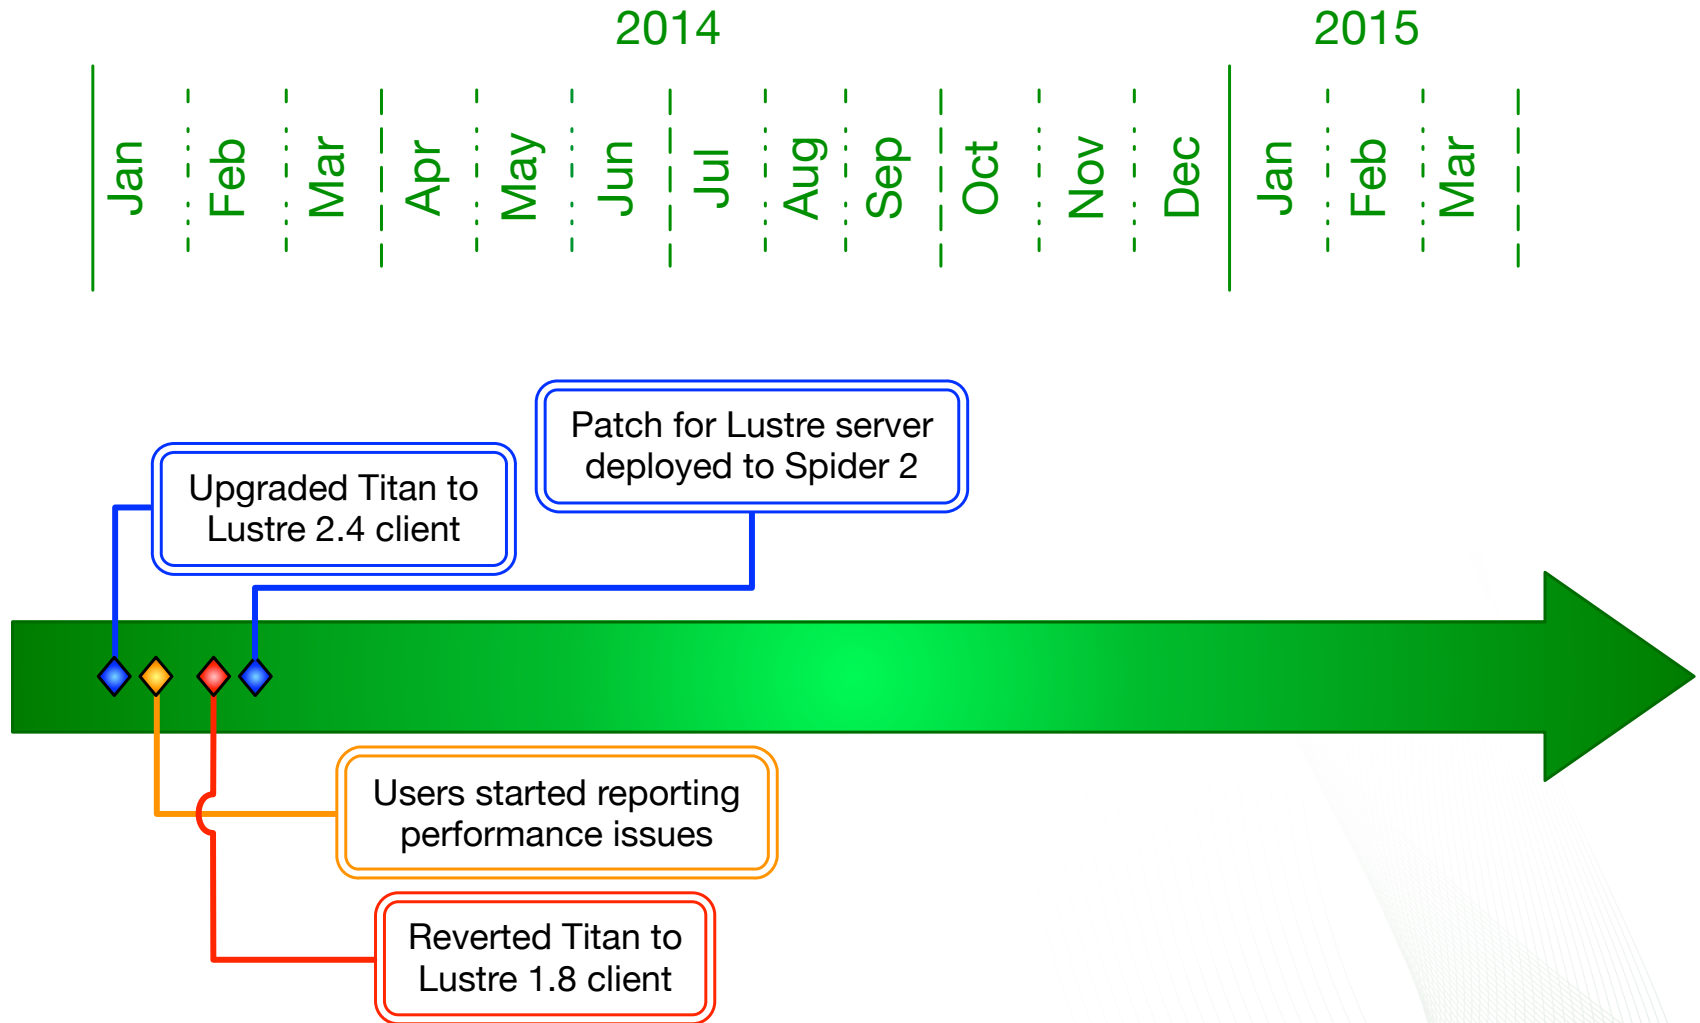 2014
2015
Jan
Feb
Mar
Apr
May
Jun
Jul
Aug
Sep
Oct
Nov
Dec
Jan
Feb
Mar
Patch for Lustre server
deployed to Spider 2
Upgraded Titan to
Lustre 2.4 client
Users started reporting
performance issues
Reverted Titan to
Lustre 1.8 client